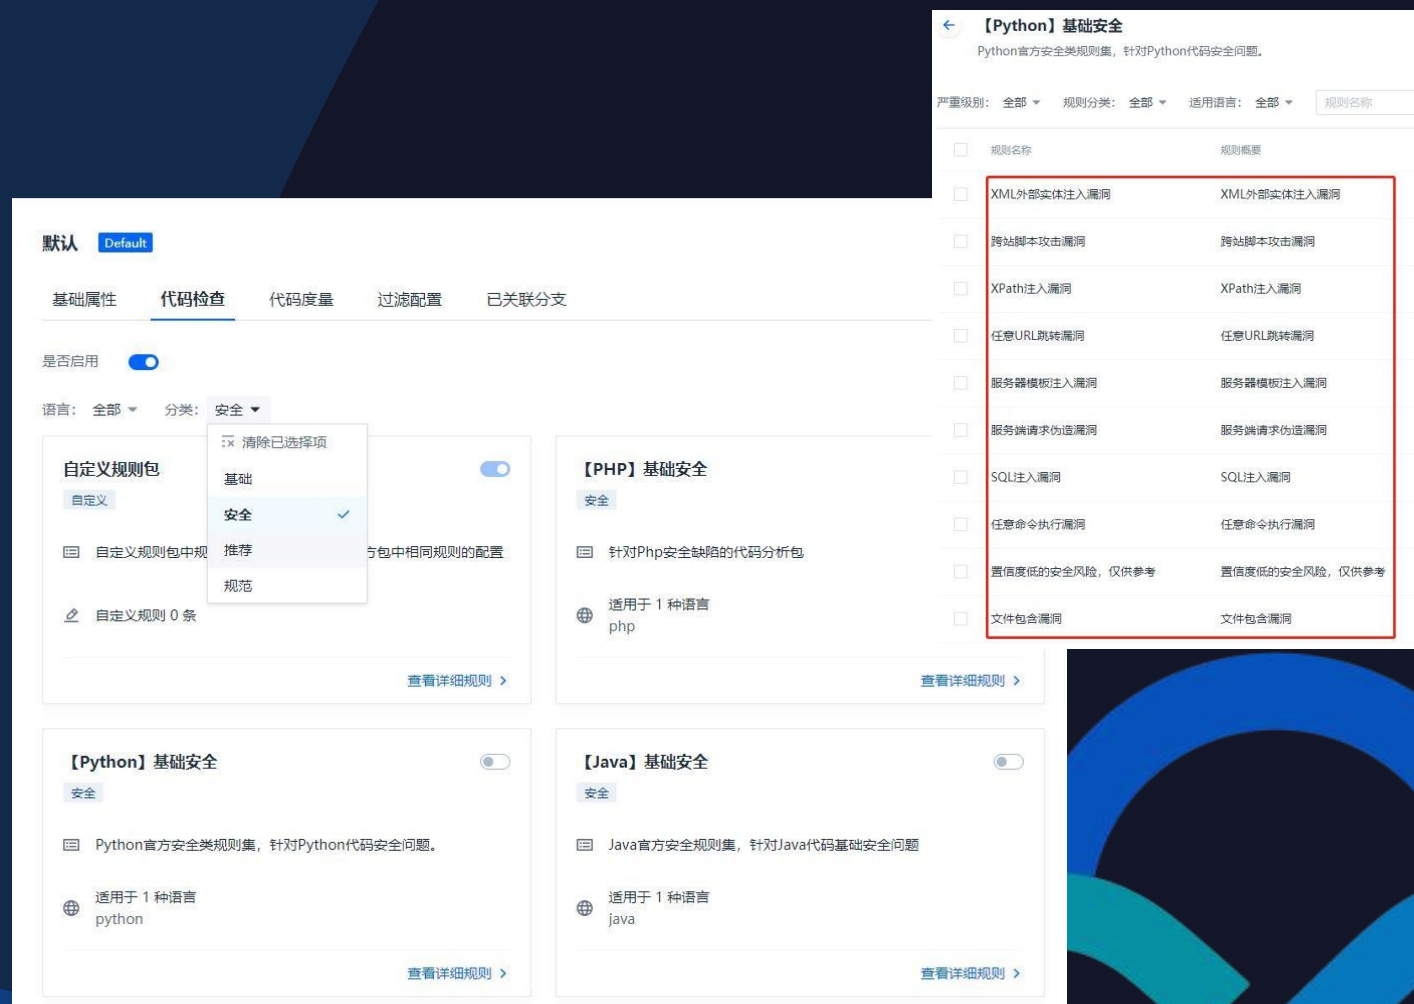 【Python】基础安全
Python官方安全类规则集，针对Python代码安全问题。
严重级别： 全部 规则分类： 全部 适用语言： 全部 规则名称
规则名称 规则概要
XML外部实体注入漏洞 XML外部实体注入漏洞
跨站脚本攻击漏洞 跨站脚本攻击漏洞
XPath注入漏洞 XPath注入漏洞
任意URL跳转漏洞 任意URL跳转漏洞
服务器模板注入漏洞 服务器模板注入漏洞
服务端请求伪造漏洞 服务端请求伪造漏洞
SQL注入漏洞 SQL注入漏洞
任意命令执行漏洞 任意命令执行漏洞
置信度低的安全风险，仅供参考 置信度低的安全风险，仅供参考
文件包含漏洞 文件包含漏洞
默认 Default
基础属性 代码检查 代码度量 过滤配置 已关联分支
是否启用
语言： 全部 分类： 安全
清除已选择项
基础
安全
推荐
规范
自定义规则包
自定义
自定义规则包中规 包中相同规则的配置
自定义规则 0 条
查看详细规则
【PHP】基础安全
安全
针对Php安全缺陷的代码分析包
适用于 1 种语言
php
查看详细规则
【Python】基础安全
安全
Python官方安全类规则集，针对Python代码安全问题。
适用于 1 种语言
python
查看详细规则
【Java】基础安全
安全
Java官方安全规则集，针对Java代码基础安全问题
适用于 1 种语言
java
查看详细规则